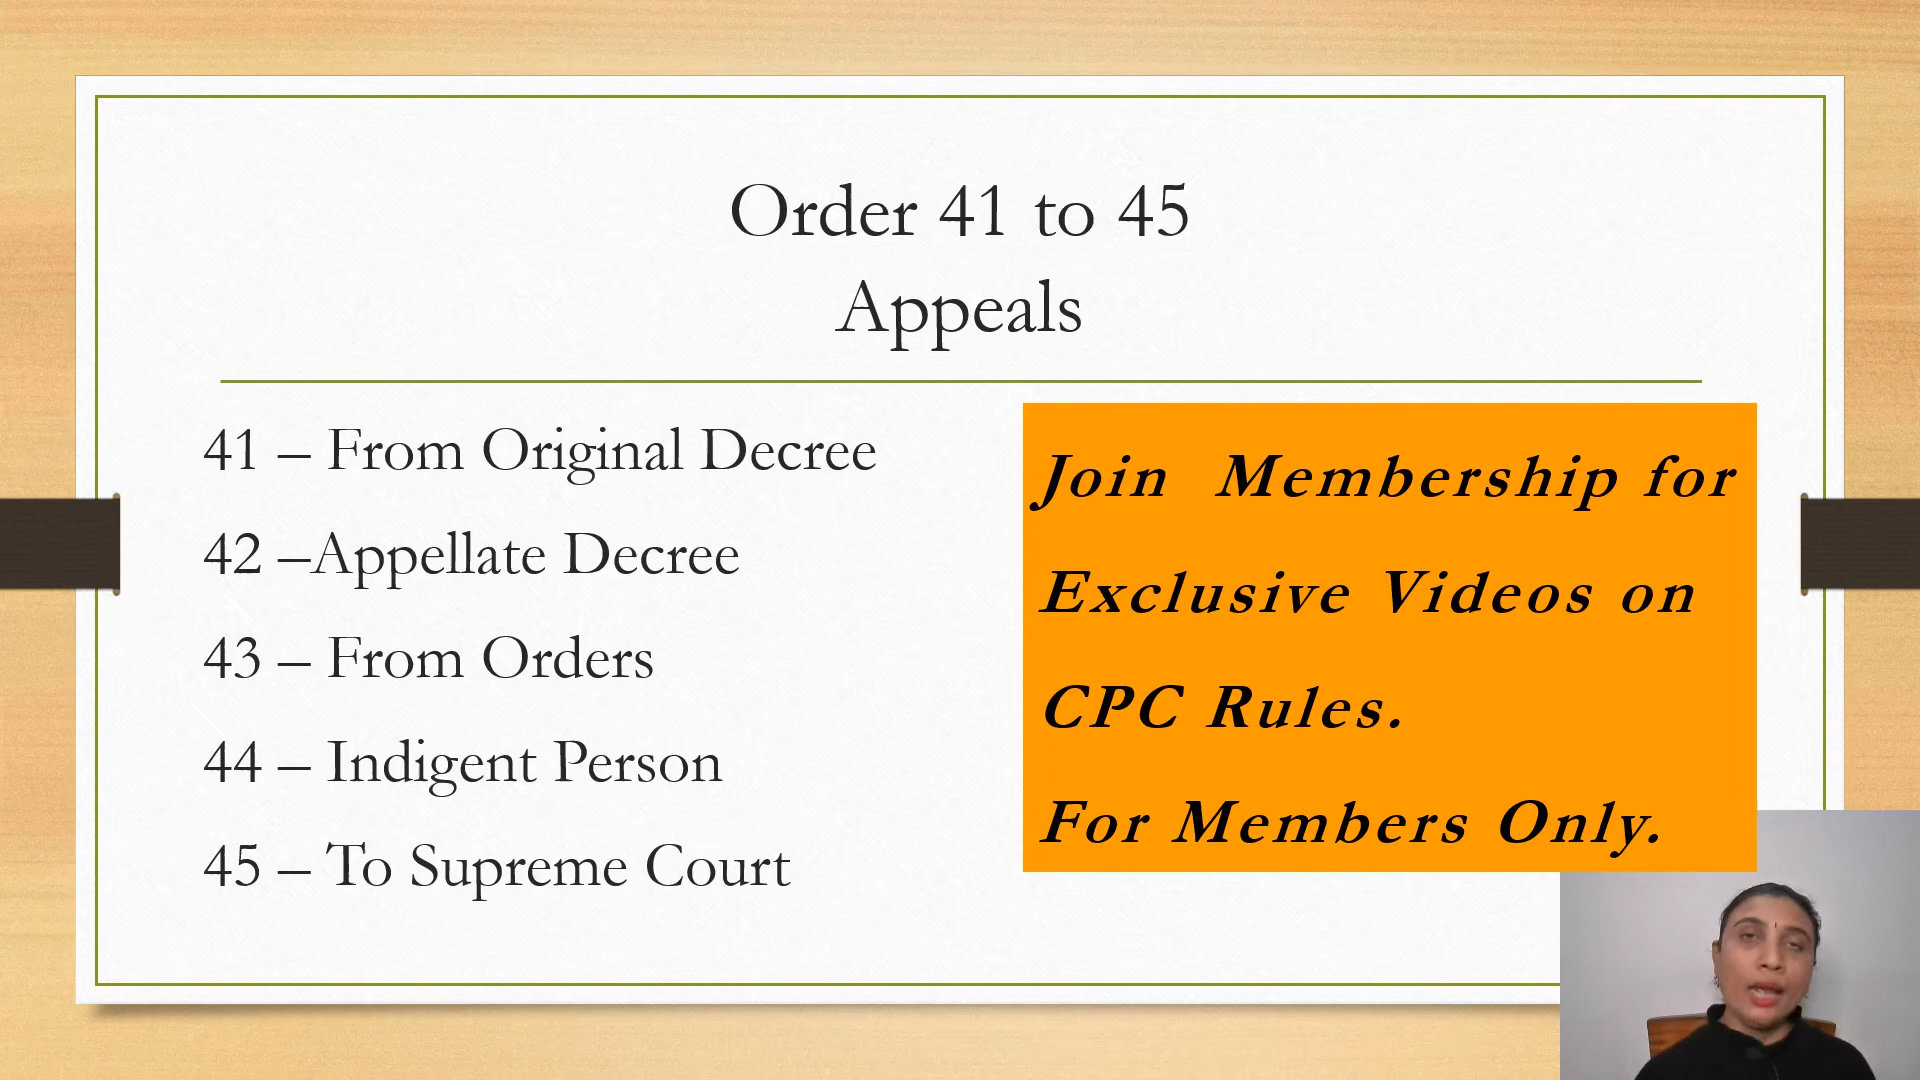 Order 41 to 45
Appeals
41 – From Original Decree
42 –Appellate Decree
43 – From Orders
44 – Indigent Person
45 – To Supreme Court
Join Membership for
Exclusive Videos on
CPC Rules.
For Members Only.